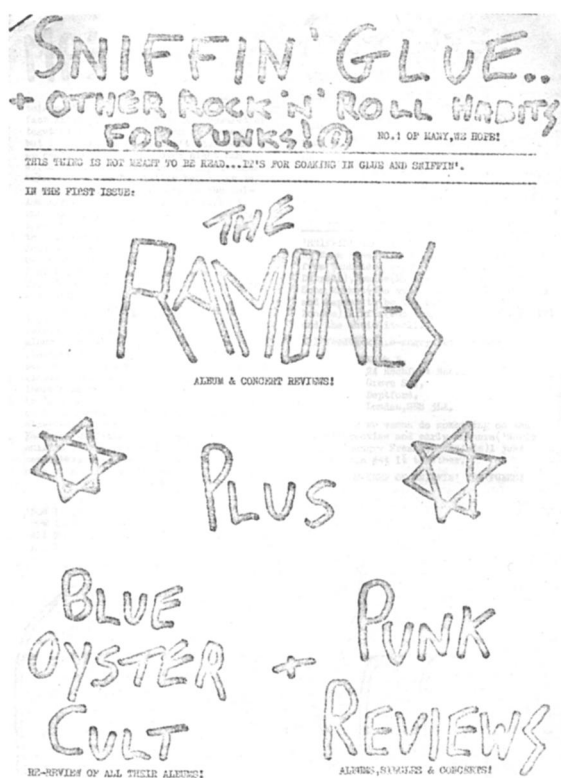 SNIFFIN' GLUE..
+ OTHER ROCK 'N' ROLL HABITS
FOR PUNKS! ①
NO.1 OF MANY,WE HOPE!
THIS THING IS NOT MEANT TO BE READ...IT'S FOR SOAKING IN GLUE AND SNIFFIN'.
IN THE FIRST ISSUE:
THE
RAMONES
ALBUM & CONCERT REVIEWS!
PLUS
BLUE
OYSTER
CULT
RE-REVIEW OF ALL THEIR ALBUMS!
+
PUNK
REVIEWS
ALBUMS,SINGLES & CONCERTS!